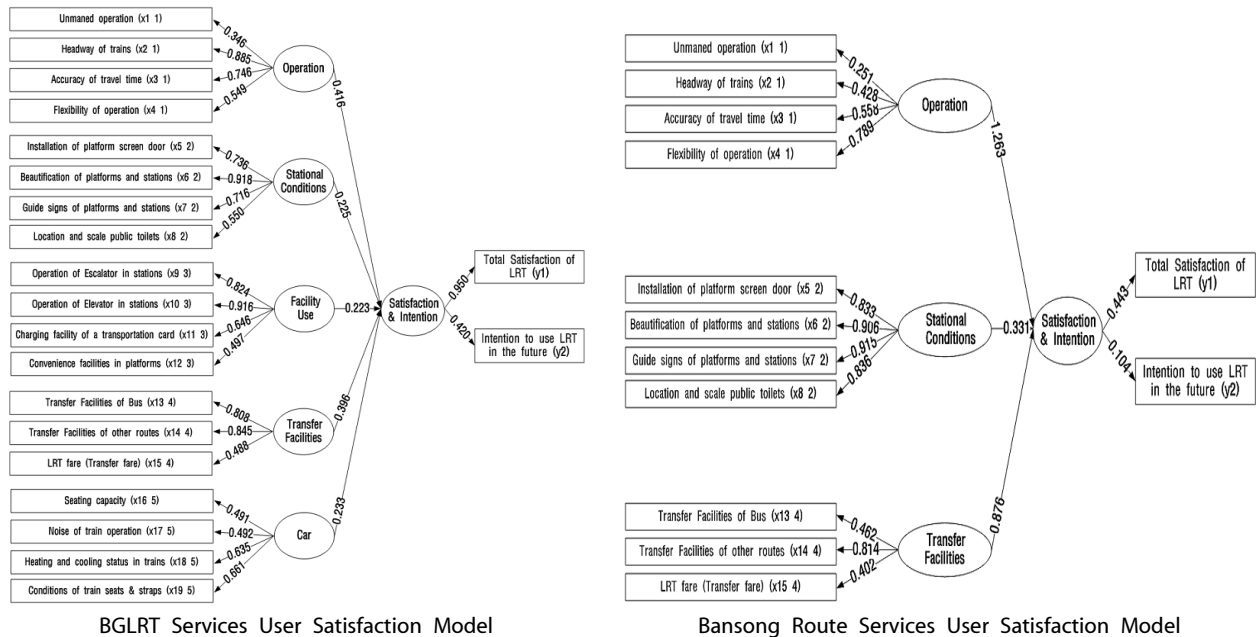 Unmaned operation (x1 1)
Headway of trains (x2 1)
Accuracy of travel time (x3 1)
Flexibility of operation (x4 1)
0.346
0.885
0.746
0.549
Operation
0.416
Installation of platform screen door (x5 2)
Beautification of platforms and stations (x6 2)
Guide signs of platforms and stations (x7 2)
Location and scale public toilets (x8 2)
0.736
0.918
0.716
0.550
Stational
Conditions
0.225
Operation of Escalator in stations (x9 3)
Operation of Elevator in stations (x10 3)
Charging facility of a transportation card (x11 3)
Convenience facilities in platforms (x12 3)
0.824
0.916
0.646
0.497
Facility
Use
0.223
Transfer Facilities of Bus (x13 4)
Transfer Facilities of other routes (x14 4)
LRT fare (Transfer fare) (x15 4)
0.808
0.845
0.488
Transfer
Facilities
0.396
Seating capacity (x16 5)
Noise of train operation (x17 5)
Heating and cooling status in trains (x18 5)
Conditions of train seats & straps (x19 5)
0.491
0.492
0.635
0.661
Car
0.233
Satisfaction
& Intention
0.950
0.420
Total Satisfaction of
LRT (y1)
Intention to use LRT
in the future (y2)
BGLRT Services User Satisfaction Model
Unmaned operation (x1 1)
Headway of trains (x2 1)
Accuracy of travel time (x3 1)
Flexibility of operation (x4 1)
0.251
0.428
0.558
0.789
Operation
1.263
Installation of platform screen door (x5 2)
Beautification of platforms and stations (x6 2)
Guide signs of platforms and stations (x7 2)
Location and scale public toilets (x8 2)
0.833
0.906
0.915
0.836
Stational
Conditions
0.331
Transfer Facilities of Bus (x13 4)
Transfer Facilities of other routes (x14 4)
LRT fare (Transfer fare) (x15 4)
0.462
0.814
0.402
Transfer
Facilities
0.876
Satisfaction
& Intention
0.443
0.104
Total Satisfaction of
LRT (y1)
Intention to use LRT
in the future (y2)
Bansong Route Services User Satisfaction Model